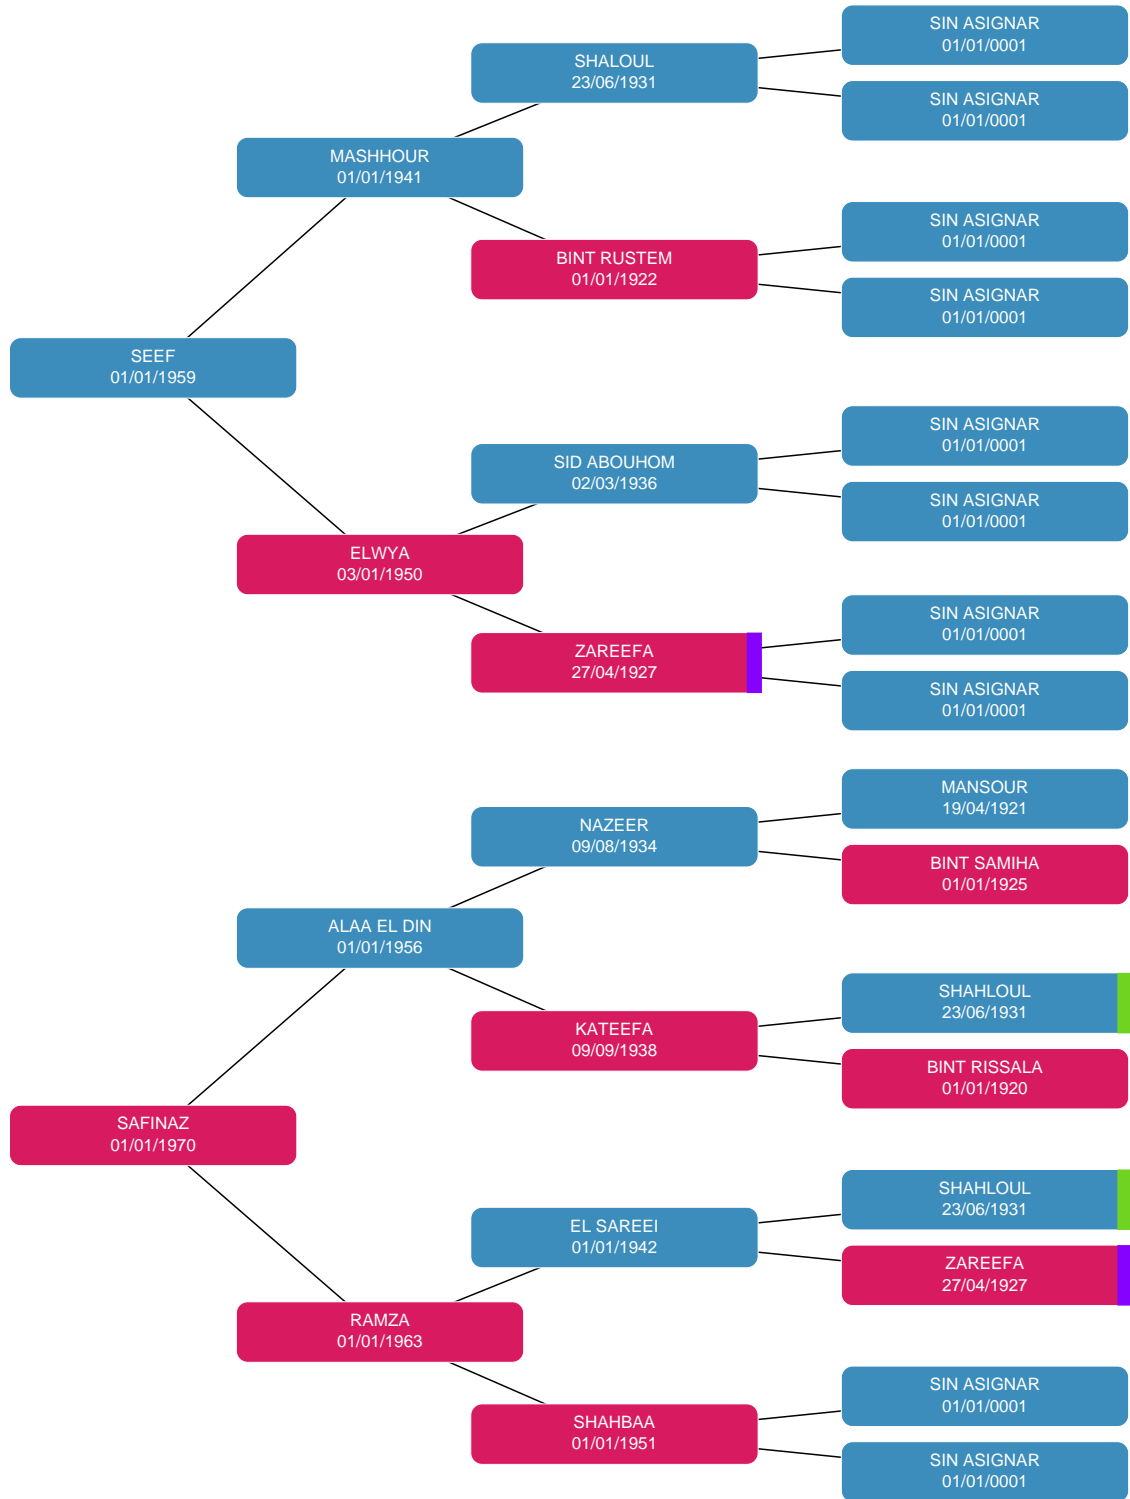 SIN ASIGNAR
01/01/0001
SHALOUL
23/06/1931
SIN ASIGNAR
01/01/0001
MASHHOUR
01/01/1941
SIN ASIGNAR
01/01/0001
BINT RUSTEM
01/01/1922
SIN ASIGNAR
01/01/0001
SEEF
01/01/1959
SIN ASIGNAR
01/01/0001
SID ABOUHOM
02/03/1936
SIN ASIGNAR
01/01/0001
ELWYA
03/01/1950
SIN ASIGNAR
01/01/0001
ZAREEFA
27/04/1927
SIN ASIGNAR
01/01/0001
MANSOUR
19/04/1921
NAZEER
09/08/1934
BINT SAMIHA
01/01/1925
ALAA EL DIN
01/01/1956
SHAHLOUL
23/06/1931
KATEEFA
09/09/1938
BINT RISSALA
01/01/1920
SAFINAZ
01/01/1970
SHAHLOUL
23/06/1931
EL SAREEI
01/01/1942
ZAREEFA
27/04/1927
RAMZA
01/01/1963
SIN ASIGNAR
01/01/0001
SHAHBAA
01/01/1951
SIN ASIGNAR
01/01/0001